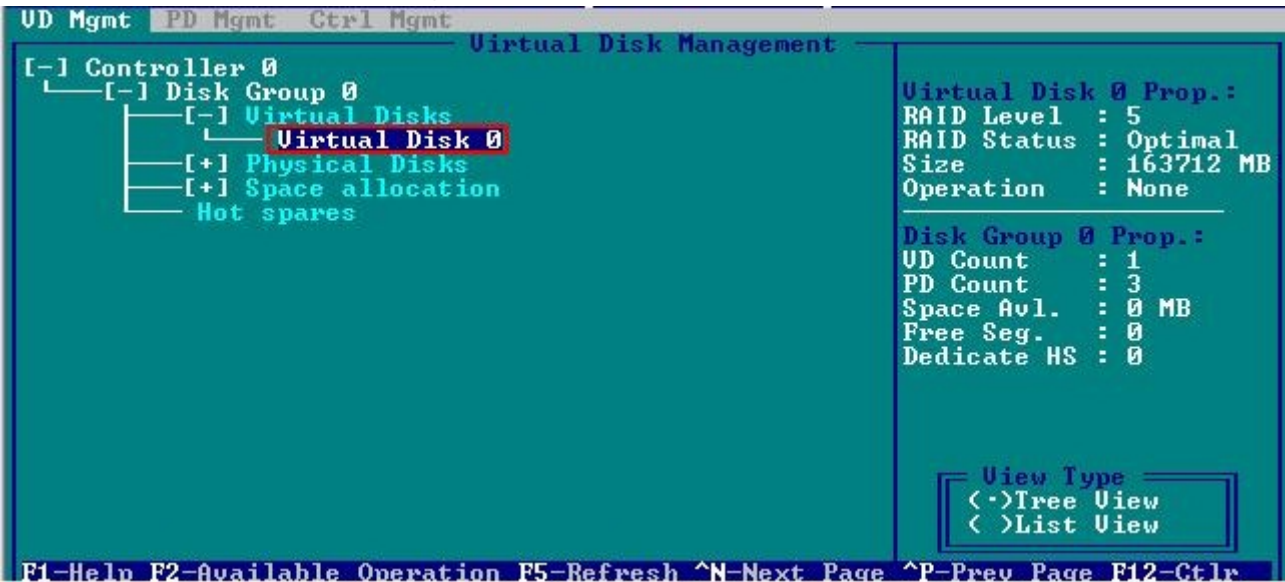 VD Mgmt PD Mgmt Ctrl Mgmt
Virtual Disk Management
[-] Controller 0
[-] Disk Group 0
[-] Virtual Disks
Virtual Disk 0
[+] Physical Disks
[+] Space allocation
Hot spares
Virtual Disk 0 Prop.:
RAID Level : 5
RAID Status : Optimal
Size : 163712 MB
Operation : None
Disk Group 0 Prop.:
VD Count : 1
PD Count : 3
Space Avl. : 0 MB
Free Seg. : 0
Dedicate HS : 0
View Type
(·)Tree View
( )List View
F1-Help F2-Available Operation F5-Refresh ^N-Next Page ^P-Prev Page F12-Ctlr